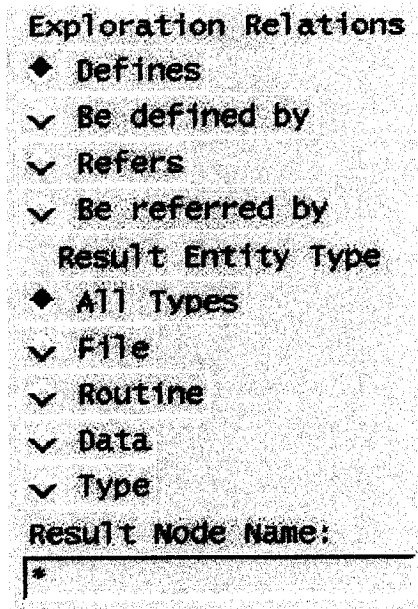 Exploration Relations
Defines
Be defined by
Refers
Be referred by
Result Entity Type
All Types
File
Routine
Data
Type
Result Node Name:
*